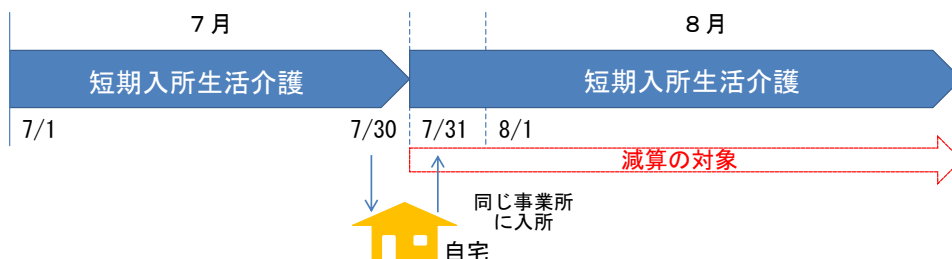 ７月
８月
短期入所生活介護
短期入所生活介護
7/1
7/30
7/31
8/1
減算の対象
同じ事業所
に入所
自宅